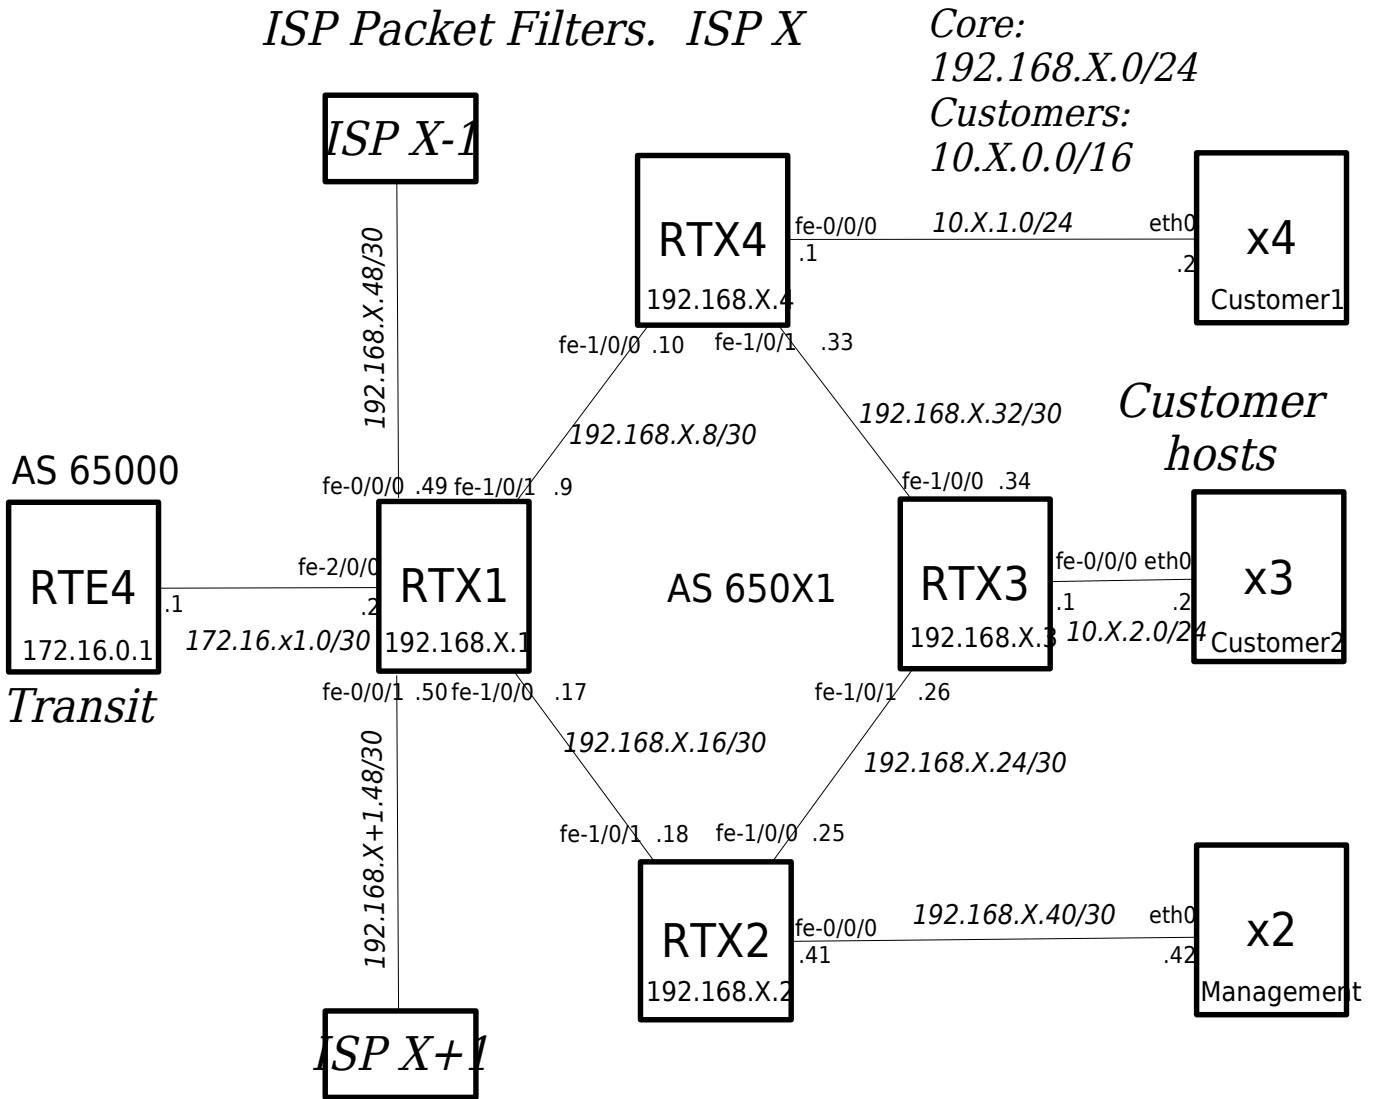 ISP Packet Filters.  ISP X
Core:
192.168.X.0/24
Customers:
10.X.0.0/16
ISP X-1
192.168.X.48/30
RTX4
192.168.X.4
fe-0/0/0
.1
10.X.1.0/24
eth0
.2
x4
Customer1
fe-1/0/0 .10
fe-1/0/1 .33
192.168.X.8/30
192.168.X.32/30
Customer
hosts
AS 65000
RTE4
172.16.0.1
Transit
.1
172.16.x1.0/30
fe-2/0/0
.2
fe-0/0/0 .49
fe-1/0/1 .9
RTX1
192.168.X.1
fe-0/0/1 .50
fe-1/0/0 .17
AS 650X1
fe-1/0/0 .34
RTX3
192.168.X.3
fe-0/0/0
.1
eth0
.2
10.X.2.0/24
x3
Customer2
fe-1/0/1 .26
192.168.X.16/30
192.168.X.24/30
192.168.X+1.48/30
fe-1/0/1 .18
fe-1/0/0 .25
RTX2
192.168.X.2
fe-0/0/0
.41
192.168.X.40/30
eth0
.42
x2
Management
ISP X+1